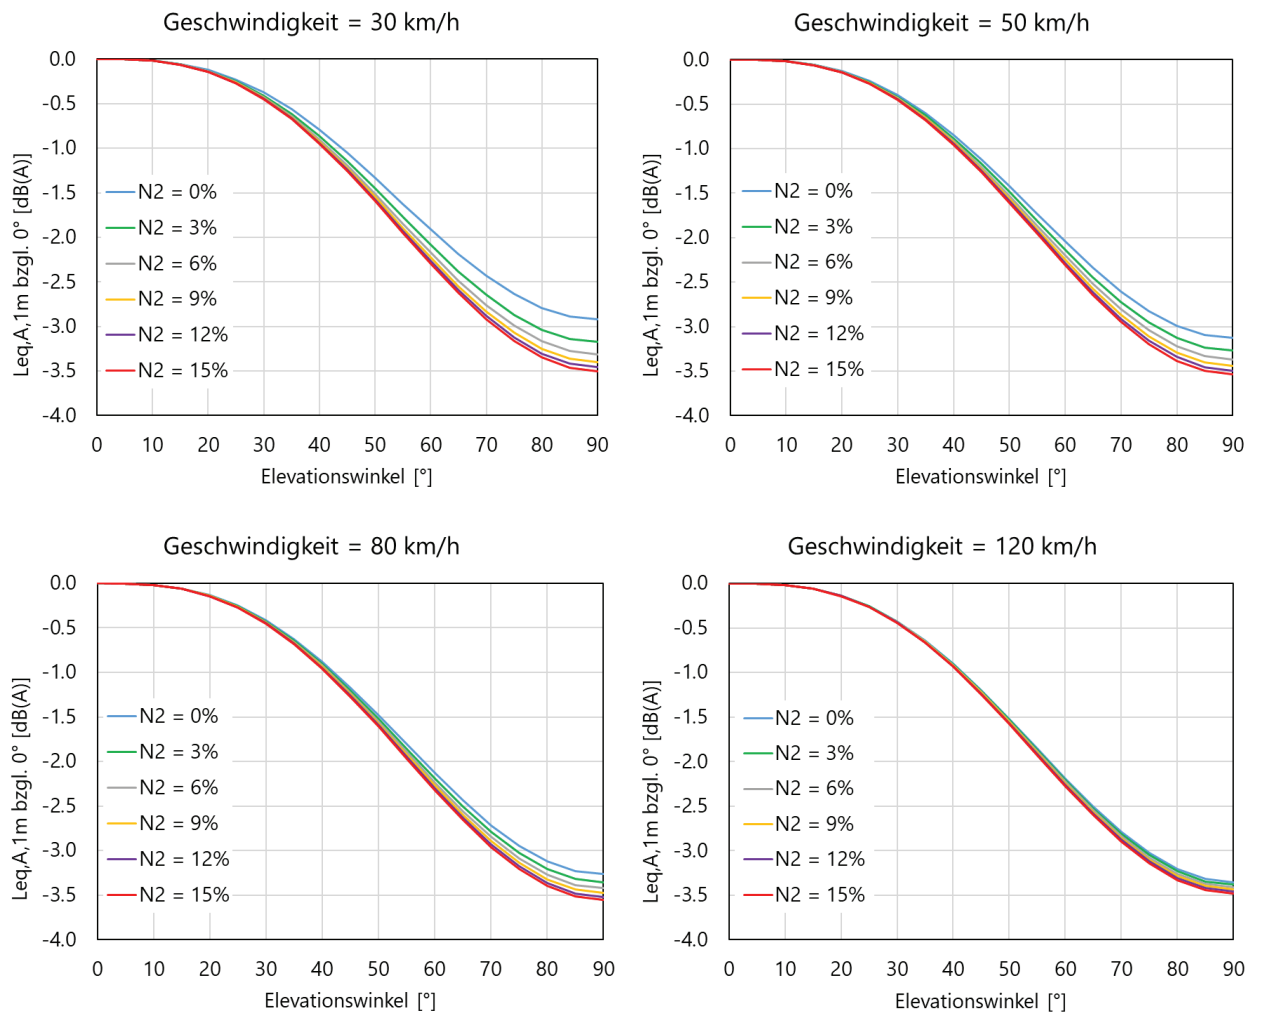 Geschwindigkeit = 30 km/h
0.0
-0.5
-1.0
-1.5
-2.0
-2.5
-3.0
-3.5
-4.0
Leq,A,1m bzgl. 0° [dB(A)]
N2 = 0%
N2 = 3%
N2 = 6%
N2 = 9%
N2 = 12%
N2 = 15%
0 10 20 30 40 50 60 70 80 90
Elevationswinkel [°]
Geschwindigkeit = 50 km/h
0.0
-0.5
-1.0
-1.5
-2.0
-2.5
-3.0
-3.5
-4.0
Leq,A,1m bzgl. 0° [dB(A)]
N2 = 0%
N2 = 3%
N2 = 6%
N2 = 9%
N2 = 12%
N2 = 15%
0 10 20 30 40 50 60 70 80 90
Elevationswinkel [°]
Geschwindigkeit = 80 km/h
0.0
-0.5
-1.0
-1.5
-2.0
-2.5
-3.0
-3.5
-4.0
Leq,A,1m bzgl. 0° [dB(A)]
N2 = 0%
N2 = 3%
N2 = 6%
N2 = 9%
N2 = 12%
N2 = 15%
0 10 20 30 40 50 60 70 80 90
Elevationswinkel [°]
Geschwindigkeit = 120 km/h
0.0
-0.5
-1.0
-1.5
-2.0
-2.5
-3.0
-3.5
-4.0
Leq,A,1m bzgl. 0° [dB(A)]
N2 = 0%
N2 = 3%
N2 = 6%
N2 = 9%
N2 = 12%
N2 = 15%
0 10 20 30 40 50 60 70 80 90
Elevationswinkel [°]